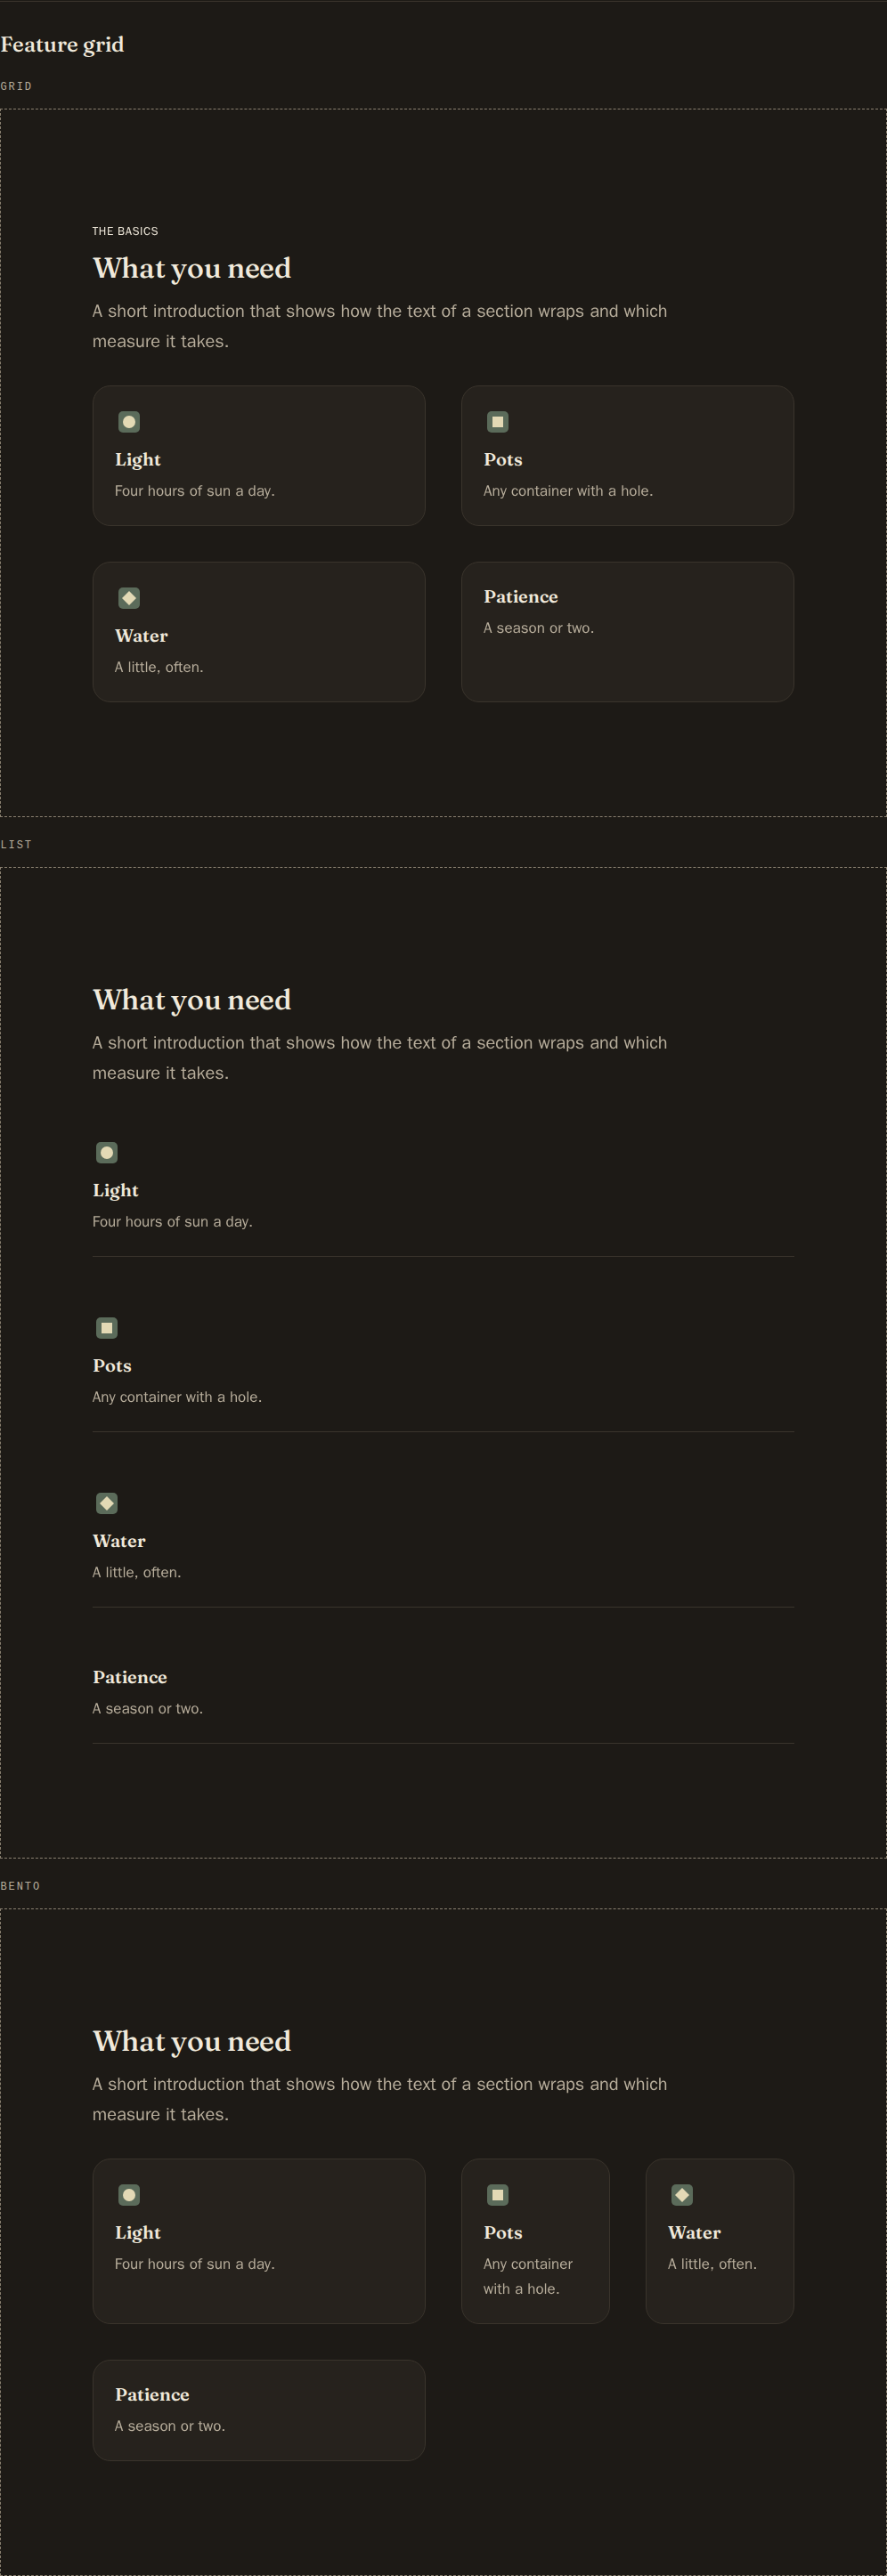 Feature grid
GRID
THE BASICS
What you need
A short introduction that shows how the text of a section wraps and which
measure it takes.
Light
Four hours of sun a day.
Pots
Any container with a hole.
Water
A little, often.
Patience
A season or two.
LIST
What you need
A short introduction that shows how the text of a section wraps and which
measure it takes.
Light
Four hours of sun a day.
Pots
Any container with a hole.
Water
A little, often.
Patience
A season or two.
BENTO
What you need
A short introduction that shows how the text of a section wraps and which
measure it takes.
Light
Four hours of sun a day.
Pots
Any container
with a hole.
Water
A little, often.
Patience
A season or two.